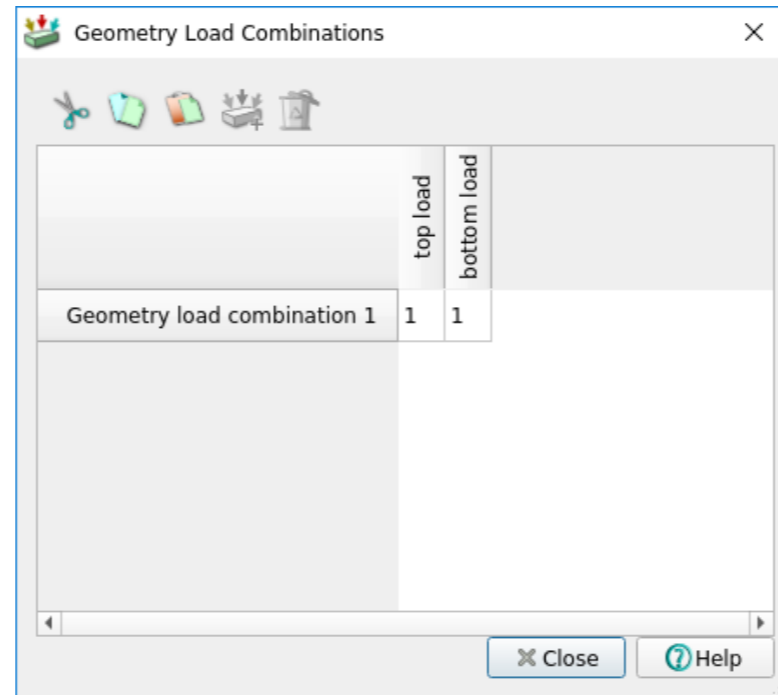 Geometry Load Combinations
top load
bottom load
Geometry load combination 1 1 1
Close Help